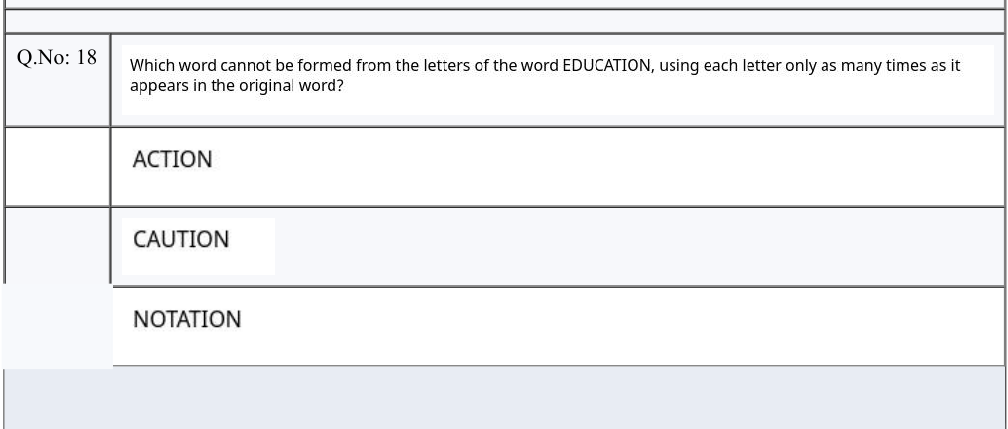 Q.No: 18
Which word cannot be formed from the letters of the word EDUCATION, using each letter only as many times as it
appears in the original word?
ACTION
CAUTION
NOTATION